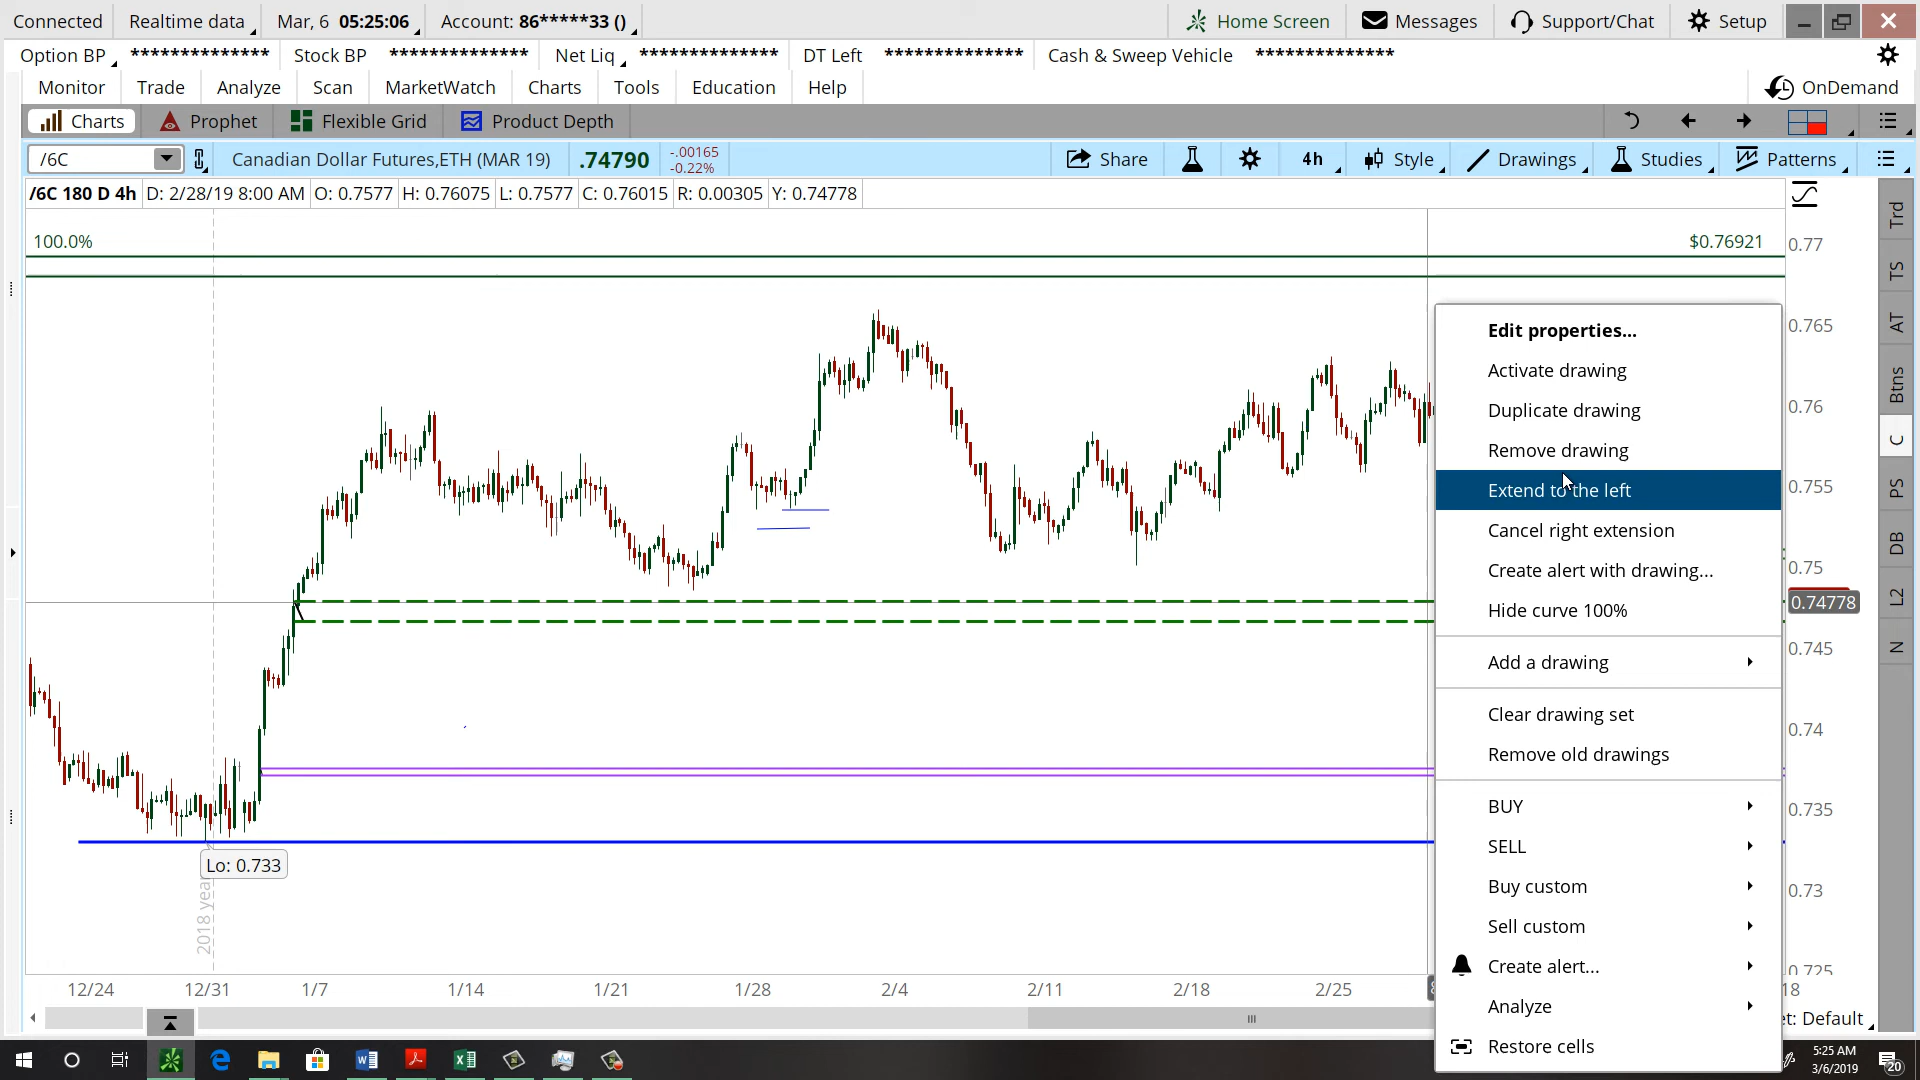 Connected Realtime data Mar, 6 05:25:06 Account: 86*****33 () Home Screen Messages Support/Chat Setup
Option BP ************** Stock BP ************** Net Liq ************** DT Left ************** Cash & Sweep Vehicle **************
Monitor Trade Analyze Scan MarketWatch Charts Tools Education Help OnDemand
Charts Prophet Flexible Grid Product Depth
/6C Canadian Dollar Futures,ETH (MAR 19) .74790 -.00165 -0.22% Share 4h Style Drawings Studies Patterns
/6C 180 D 4h D: 2/28/19 8:00 AM O: 0.7577 H: 0.76075 L: 0.7577 C: 0.76015 R: 0.00305 Y: 0.74778
100.0% $0.76921
0.77
0.765
0.76
0.755
0.75
0.74778
0.745
0.74
0.735
0.73
0.725
Trd
TS
AT
Btns
C
PS
DB
L2
N
Edit properties...
Activate drawing
Duplicate drawing
Remove drawing
Extend to the left
Cancel right extension
Create alert with drawing...
Hide curve 100%
Add a drawing
Clear drawing set
Remove old drawings
BUY
SELL
Buy custom
Sell custom
Create alert...
Analyze
Restore cells
Lo: 0.733
2018 year
12/24 12/31 1/7 1/14 1/21 1/28 2/4 2/11 2/18 2/25 18
et: Default
5:25 AM
3/6/2019
20